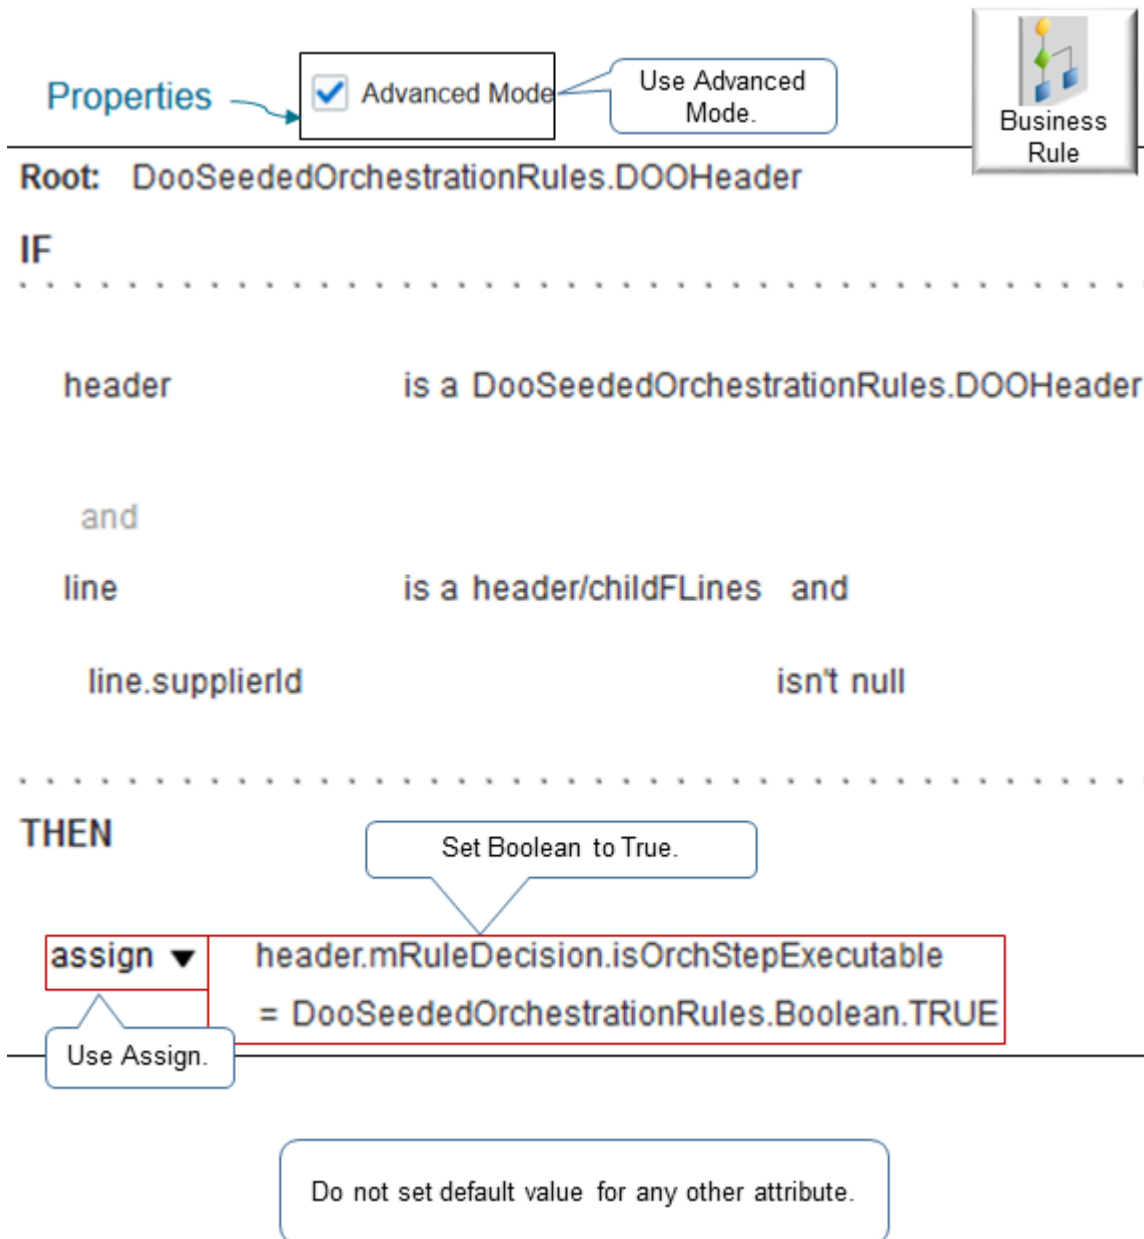 Properties
Advanced Mode
Use Advanced
Mode.
Business
Rule
Root: DooSeededOrchestrationRules.DOOHeader
IF
header is a DooSeededOrchestrationRules.DOOHeader
and
line is a header/childFLines and
line.supplierId isn't null
THEN
Set Boolean to True.
assign header.mRuleDecision.isOrchStepExecutable
= DooSeededOrchestrationRules.Boolean.TRUE
Use Assign.
Do not set default value for any other attribute.